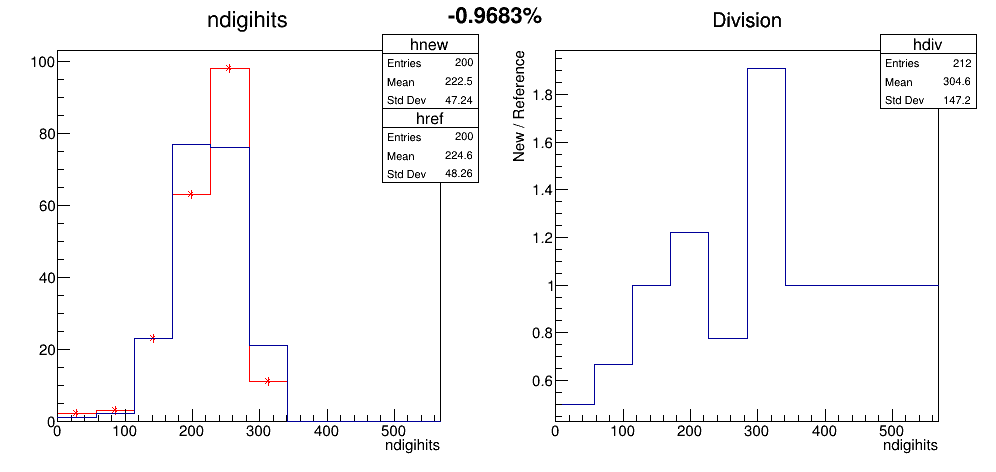 -0.9683%
ndigihits
hnew
Entries 200
Mean 222.5
Std Dev 47.24
href
Entries 200
Mean 224.6
Std Dev 48.26
100
80
60
40
20
0
0 100 200 300 400 500
ndigihits
Division
hdiv
Entries 212
Mean 304.6
Std Dev 147.2
New / Reference
1.8
1.6
1.4
1.2
1
0.8
0.6
0 100 200 300 400 500
ndigihits